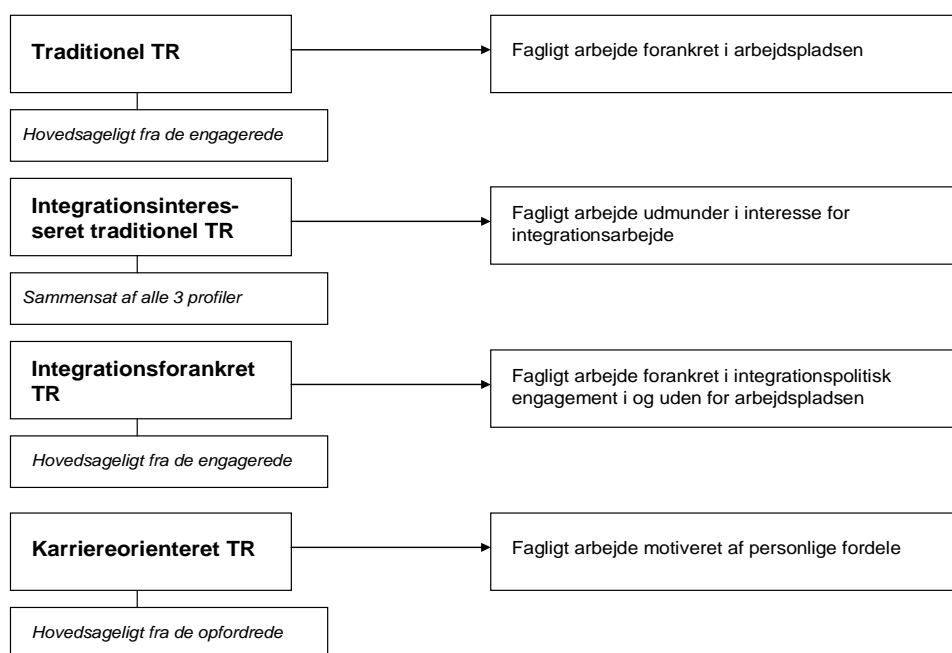 Traditionel TR
Fagligt arbejde forankret i arbejdspladsen
Hovedsageligt fra de engagerede
Integrationsinteres-
seret traditionel TR
Fagligt arbejde udmunder i interesse for
integrationsarbejde
Sammensat af alle 3 profiler
Integrationsforankret
TR
Fagligt arbejde forankret i integrationspolitisk
engagement i og uden for arbejdspladsen
Hovedsageligt fra de engagerede
Karriereorienteret TR
Fagligt arbejde motiveret af personlige fordele
Hovedsageligt fra de opfordrede